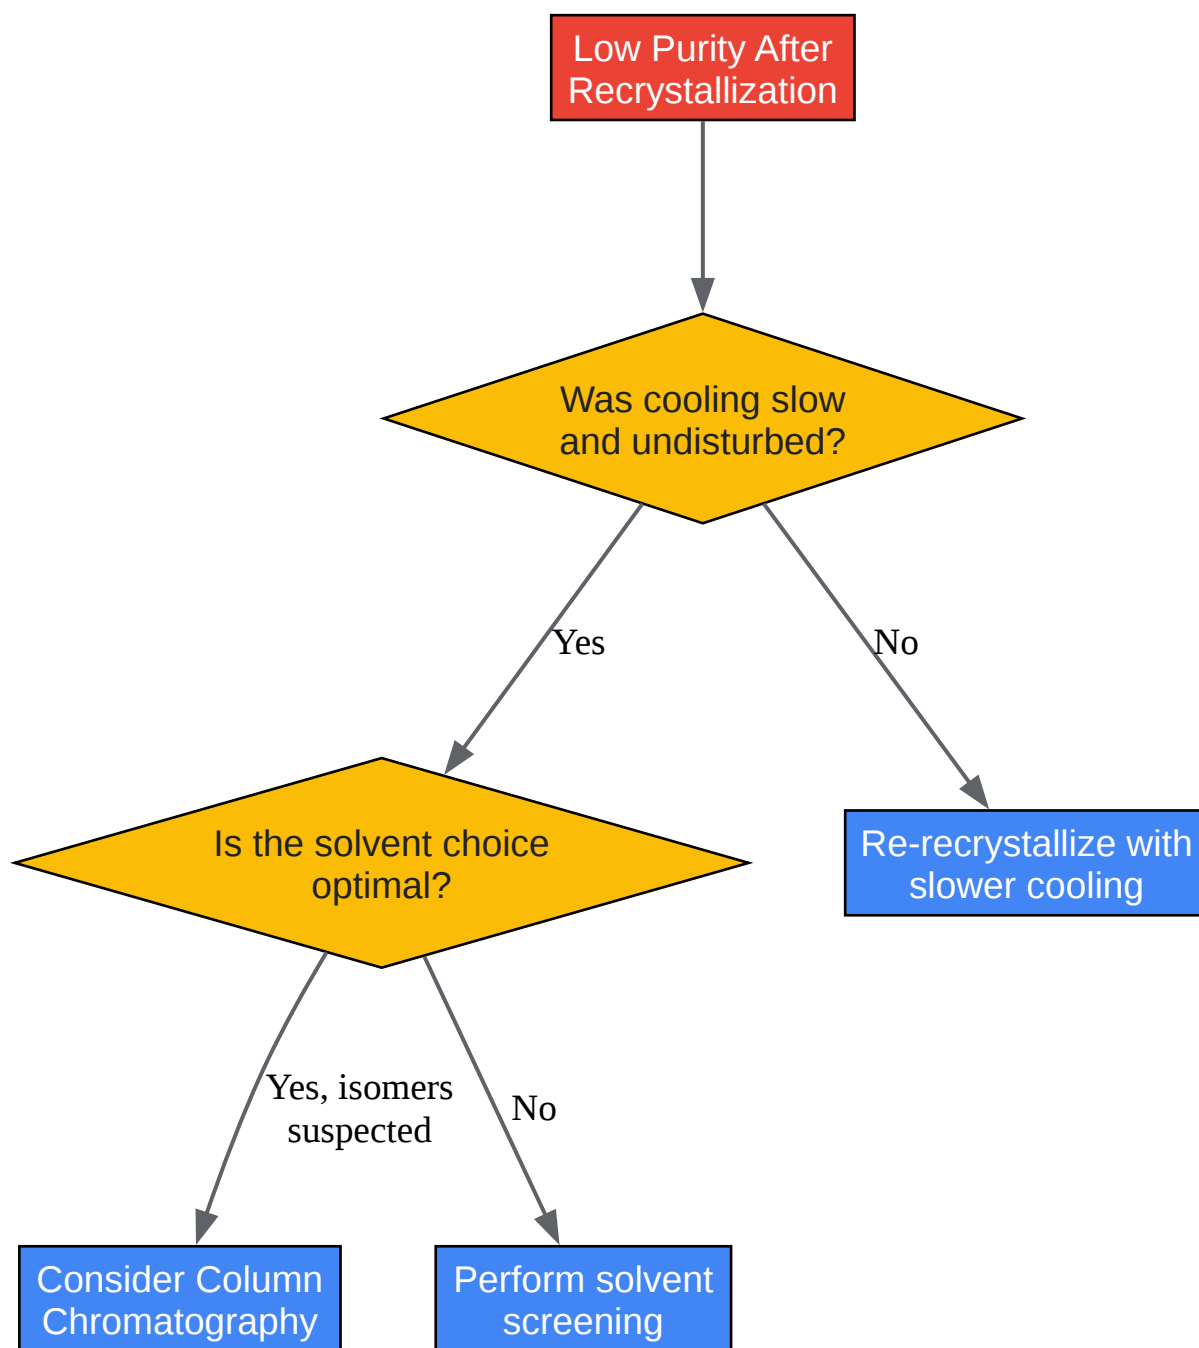 Low Purity After
Recrystallization
Was cooling slow
and undisturbed?
Yes
No
Is the solvent choice
optimal?
Re-recrystallize with
slower cooling
Yes, isomers
suspected
No
Consider Column
Chromatography
Perform solvent
screening